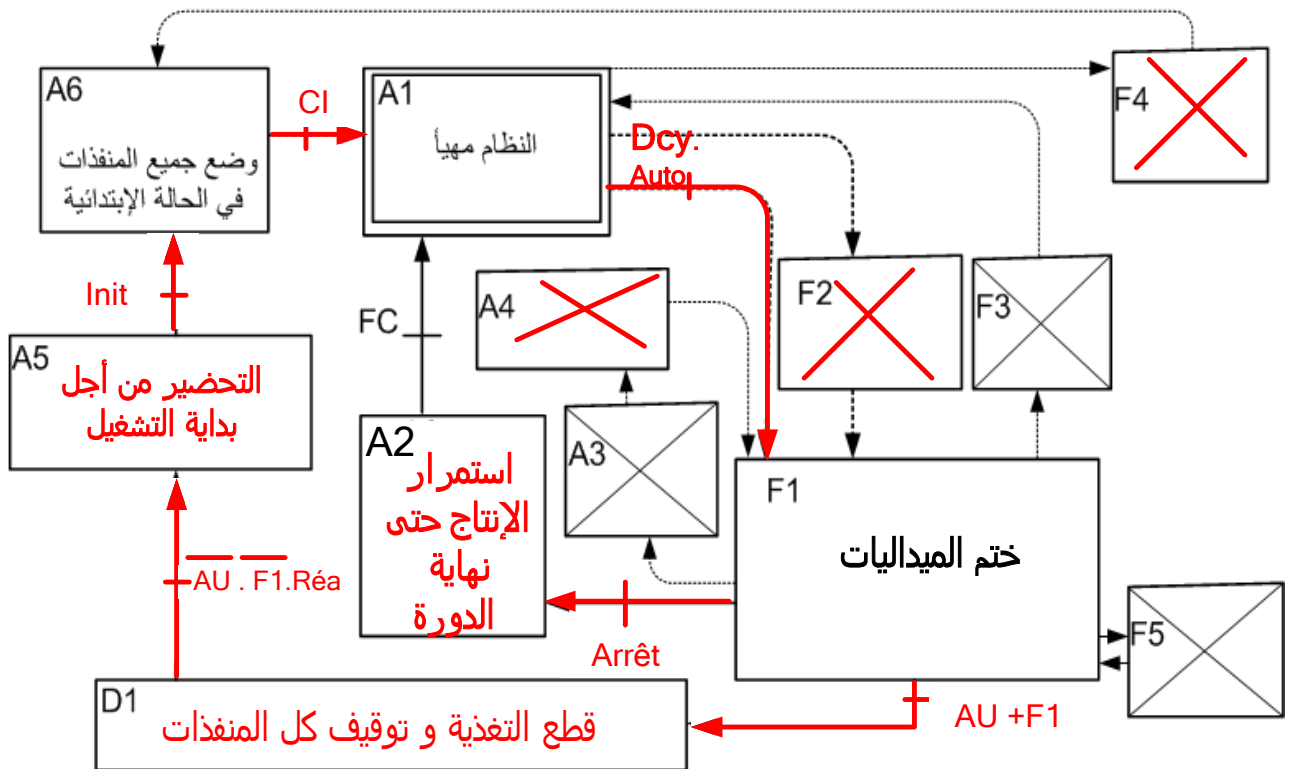 A6
وضع جميع المنفذات
في الحالة الإبتدائية
CI
A1
النظام مهيأ
Dcy.
Auto
F4
Init
FC
A4
F2
F3
A5
التحضير من أجل
بداية التشغيل
A2
استمرار
الإنتاج حتى
نهاية
الدورة
A3
F1
ختم الميداليات
F5
AU . F1.Réa
Arrêt
AU +F1
D1
قطع التغذية و توقيف كل المنفذات